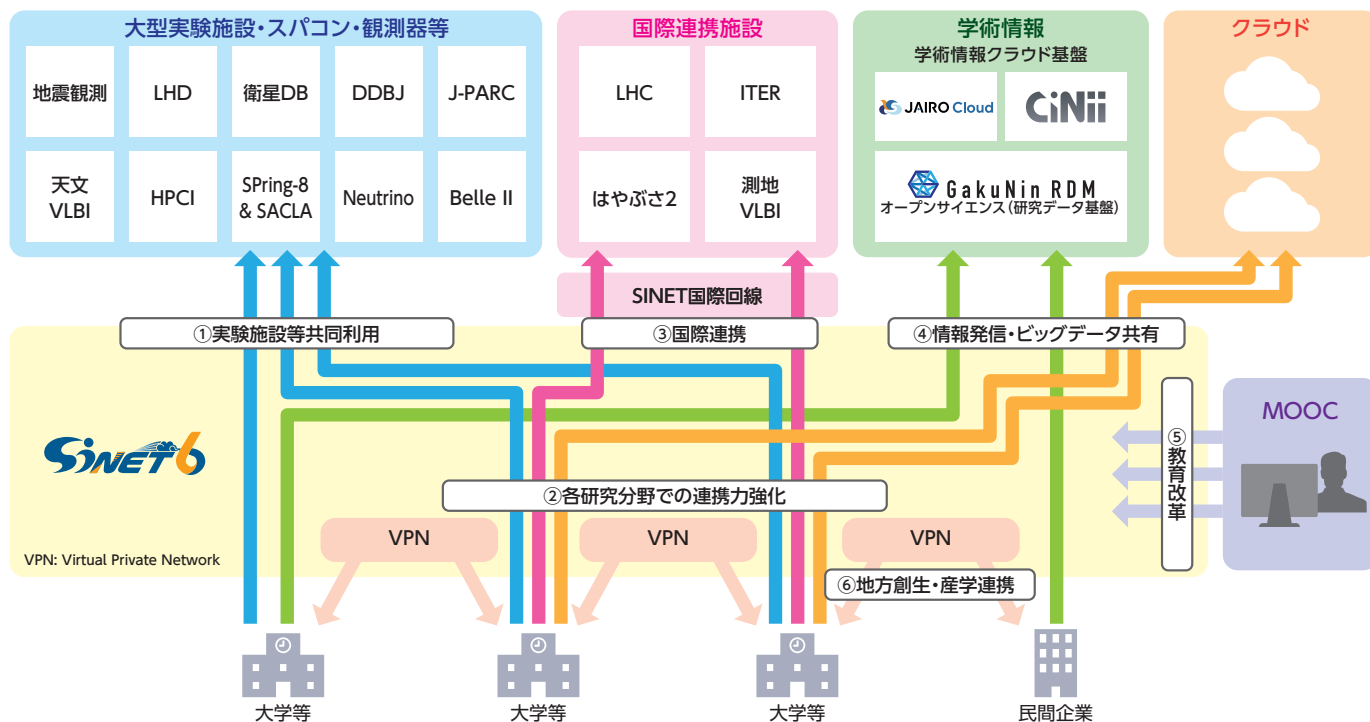 大型実験施設・スパコン・観測器等
地震観測
LHD
衛星DB
DDBJ
J-PARC
天文
VLBI
HPCI
SPring-8
& SACLA
Neutrino
Belle II
国際連携施設
LHC
ITER
はやぶさ2
測地
VLBI
学術情報
学術情報クラウド基盤
JAIRO Cloud
CiNii
GakuNin RDM
オープンサイエンス(研究データ基盤)
クラウド
SINET国際回線
①実験施設等共同利用
③国際連携
④情報発信・ビッグデータ共有
SiNET6
②各研究分野での連携力強化
⑤教育改革
MOOC
VPN
VPN
VPN
VPN: Virtual Private Network
⑥地方創生・産学連携
大学等
大学等
大学等
民間企業